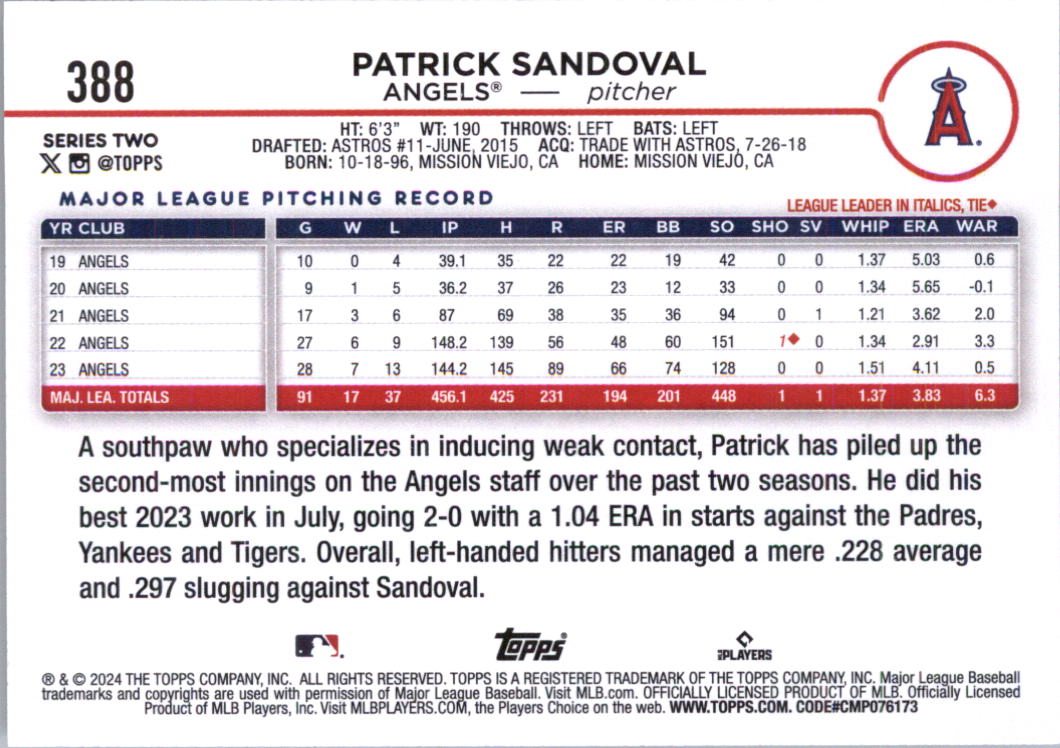 388
PATRICK SANDOVAL
ANGELS® — pitcher
A
SERIES TWO
@TOPPS
HT: 6'3" WT: 190 THROWS: LEFT BATS: LEFT
DRAFTED: ASTROS #11-JUNE, 2015 ACQ: TRADE WITH ASTROS, 7-26-18
BORN: 10-18-96, MISSION VIEJO, CA HOME: MISSION VIEJO, CA
MAJOR LEAGUE PITCHING RECORD
LEAGUE LEADER IN ITALICS, TIE◆
YR CLUB G W L IP H R ER BB SO SHO SV WHIP ERA WAR
19 ANGELS 10 0 4 39.1 35 22 22 19 42 0 0 1.37 5.03 0.6
20 ANGELS 9 1 5 36.2 37 26 23 12 33 0 0 1.34 5.65 -0.1
21 ANGELS 17 3 6 87 69 38 35 36 94 0 1 1.21 3.62 2.0
22 ANGELS 27 6 9 148.2 139 56 48 60 151 1◆ 0 1.34 2.91 3.3
23 ANGELS 28 7 13 144.2 145 89 66 74 128 0 0 1.51 4.11 0.5
MAJ. LEA. TOTALS 91 17 37 456.1 425 231 194 201 448 1 1 1.37 3.83 6.3
A southpaw who specializes in inducing weak contact, Patrick has piled up the
second-most innings on the Angels staff over the past two seasons. He did his
best 2023 work in July, going 2-0 with a 1.04 ERA in starts against the Padres,
Yankees and Tigers. Overall, left-handed hitters managed a mere .228 average
and .297 slugging against Sandoval.
topps®
MLB PLAYERS
® & © 2024 THE TOPPS COMPANY, INC. ALL RIGHTS RESERVED. TOPPS IS A REGISTERED TRADEMARK OF THE TOPPS COMPANY, INC. Major League Baseball
trademarks and copyrights are used with permission of Major League Baseball. Visit MLB.com. OFFICIALLY LICENSED PRODUCT OF MLB. Officially Licensed
Product of MLB Players, Inc. Visit MLBPLAYERS.COM, the Players Choice on the web. WWW.TOPPS.COM. CODE#CMP076173